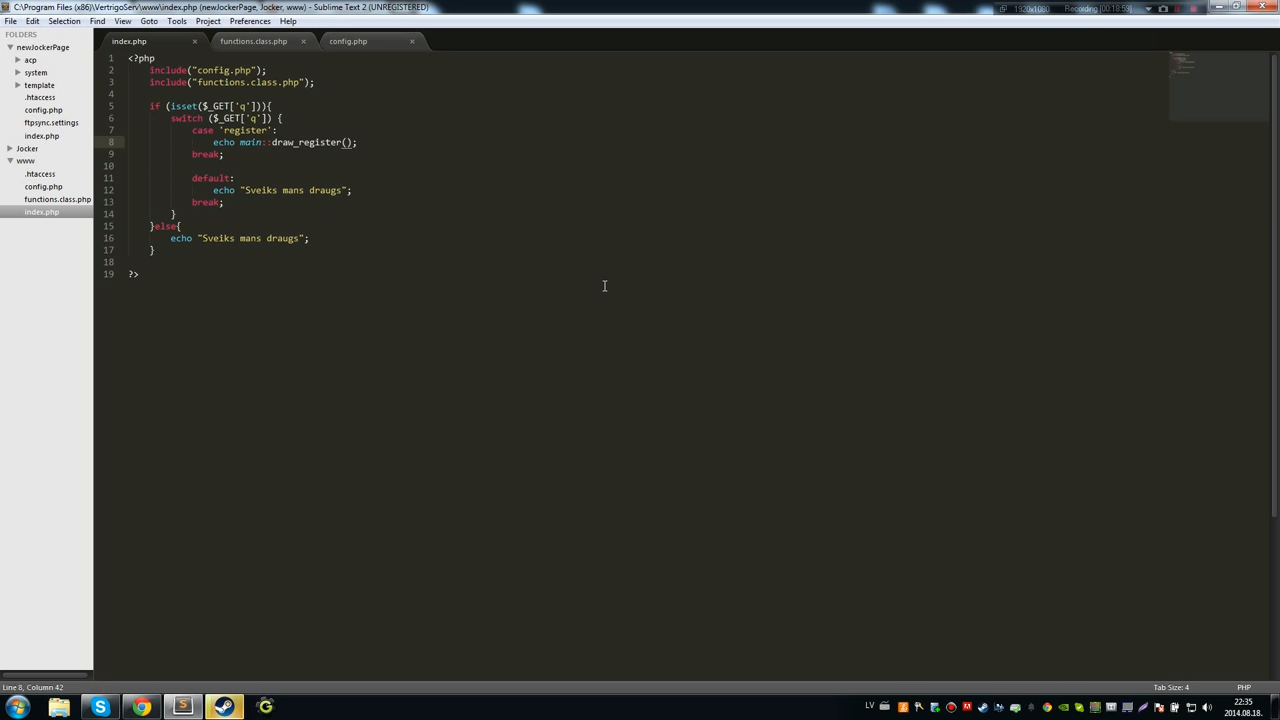 C:\Program Files (x86)\VertrigoServ\www\index.php (newJockerPage, Jocker, www) - Sublime Text 2 (UNREGISTERED)
1920x1080 Recording [00:18:59]
File Edit Selection Find View Goto Tools Project Preferences Help
FOLDERS
newJockerPage
acp
system
template
.htaccess
config.php
ftpsync.settings
index.php
Jocker
www
.htaccess
config.php
functions.class.php
index.php
index.php × functions.class.php × config.php ×
1 <?php
2 include("config.php");
3 include("functions.class.php");
4
5 if (isset($_GET['q'])){
6 switch ($_GET['q']) {
7 case 'register':
8 echo main::draw_register();
9 break;
10
11 default:
12 echo "Sveiks mans draugs";
13 break;
14 }
15 }else{
16 echo "Sveiks mans draugs";
17 }
18
19 ?>
Line 8, Column 42 Tab Size: 4 PHP
LV 22:35
2014.08.18.